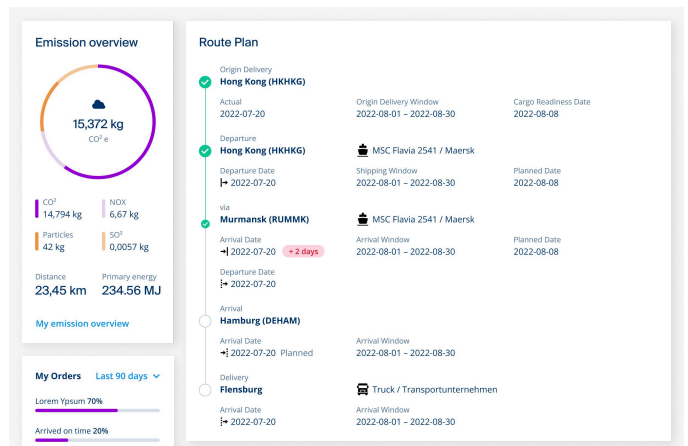 Emission overview
15,372 kg
CO² e
CO²
14,794 kg
NOX
6,67 kg
Particles
42 kg
SO²
0,0057 kg
Distance
23,45 km
Primary energy
234.56 MJ
My emission overview
My Orders
Last 90 days
Lorem Ypsum 70%
Arrived on time 20%
Route Plan
Origin Delivery
Hong Kong (HKHKG)
Actual
2022-07-20
Origin Delivery Window
2022-08-01 – 2022-08-30
Cargo Readiness Date
2022-08-08
Departure
Hong Kong (HKHKG)
MSC Flavia 2541 / Maersk
Departure Date
2022-07-20
Shipping Window
2022-08-01 – 2022-08-30
Planned Date
2022-08-08
via
Murmansk (RUMMK)
MSC Flavia 2541 / Maersk
Arrival Date
2022-07-20 + 2 days
Arrival Window
2022-08-01 – 2022-08-30
Planned Date
2022-08-08
Departure Date
2022-07-20
Arrival
Hamburg (DEHAM)
Arrival Date
2022-07-20 Planned
Arrival Window
2022-08-01 – 2022-08-30
Delivery
Flensburg
Truck / Transportunternehmen
Arrival Date
2022-07-20
Arrival Window
2022-08-01 – 2022-08-30